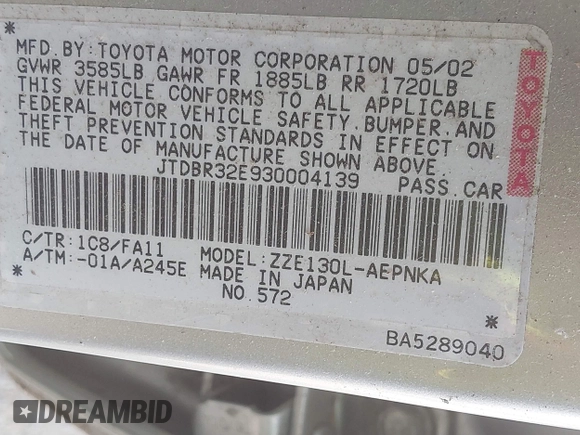 MFD.BY:TOYOTA MOTOR CORPORATION 05/02
GVWR 3585LB GAWR FR 1885LB RR 1720LB
THIS VEHICLE CONFORMS TO ALL APPLICABLE
FEDERAL MOTOR VEHICLE SAFETY.BUMPER.AND
THEFT PREVENTION STANDARDS IN EFFECT ON
THE DATE OF MANUFACTURE SHOWN ABOVE.
JTDBR32E930004139 PASS.CAR
C/TR:1C8/FA11 MODEL:ZZE130L-AEPNKA
A/TM:-01A/A245E MADE IN JAPAN
NO.572
BA5289040
TOYOTA
DREAMBID